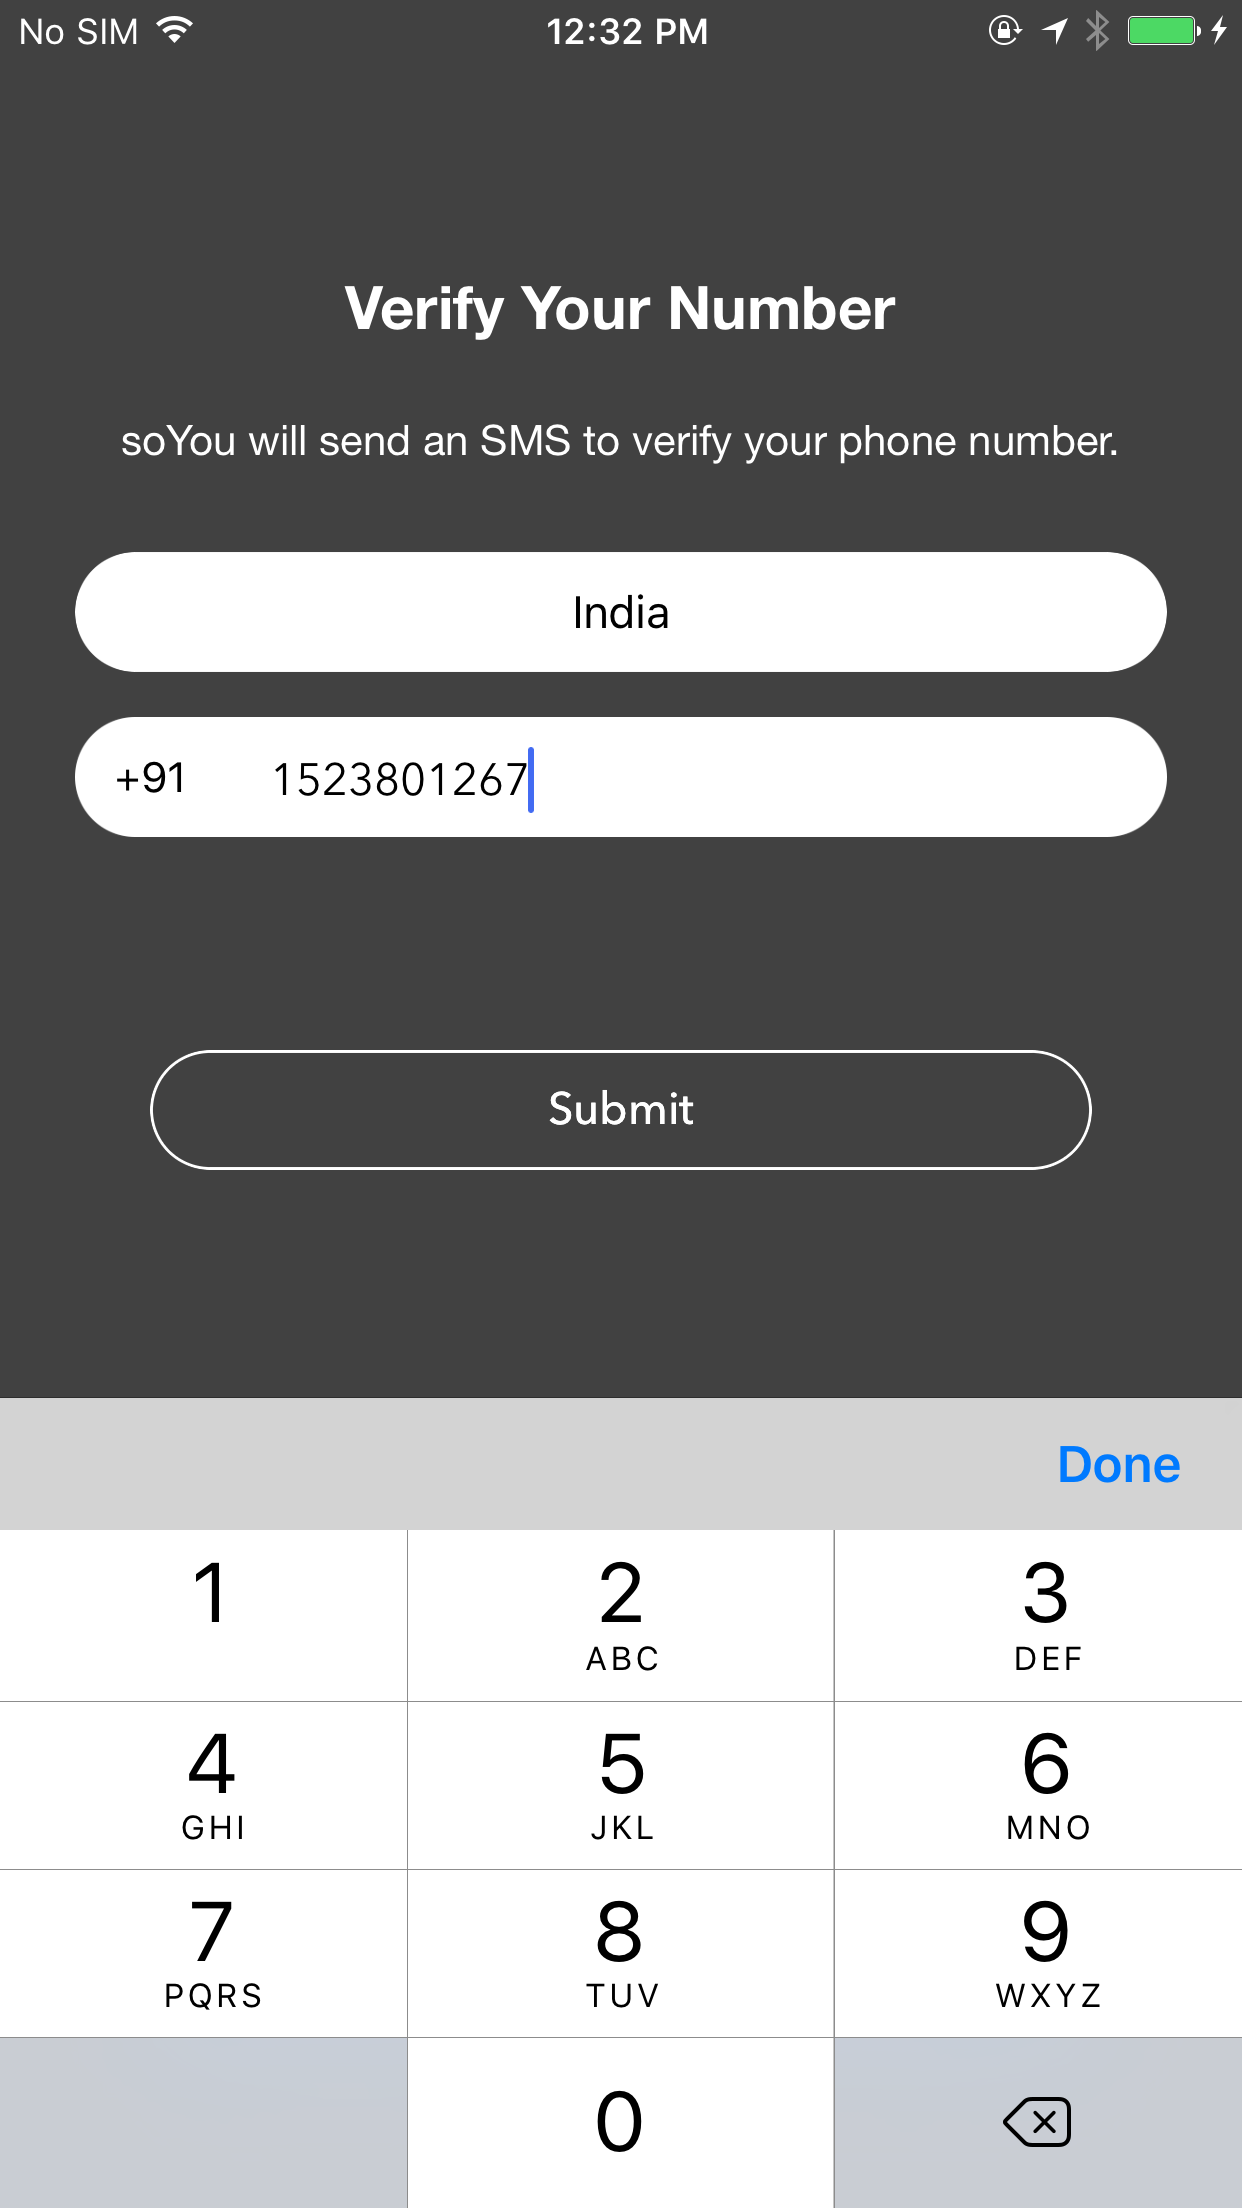 No SIM 12:32 PM
Verify Your Number
soYou will send an SMS to verify your phone number.
India
+91 1523801267
Submit
Done
1 2 3
ABC DEF
4 5 6
GHI JKL MNO
7 8 9
PQRS TUV WXYZ
0